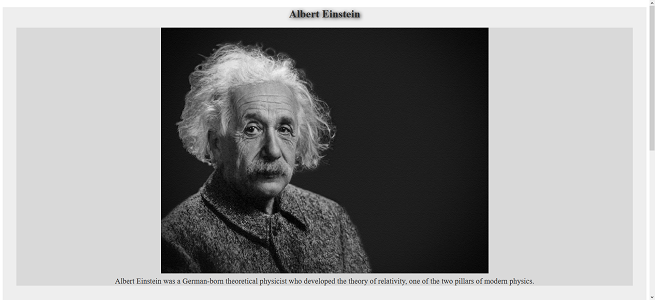 Albert Einstein
Albert Einstein was a German-born theoretical physicist who developed the theory of relativity, one of the two pillars of modern physics.